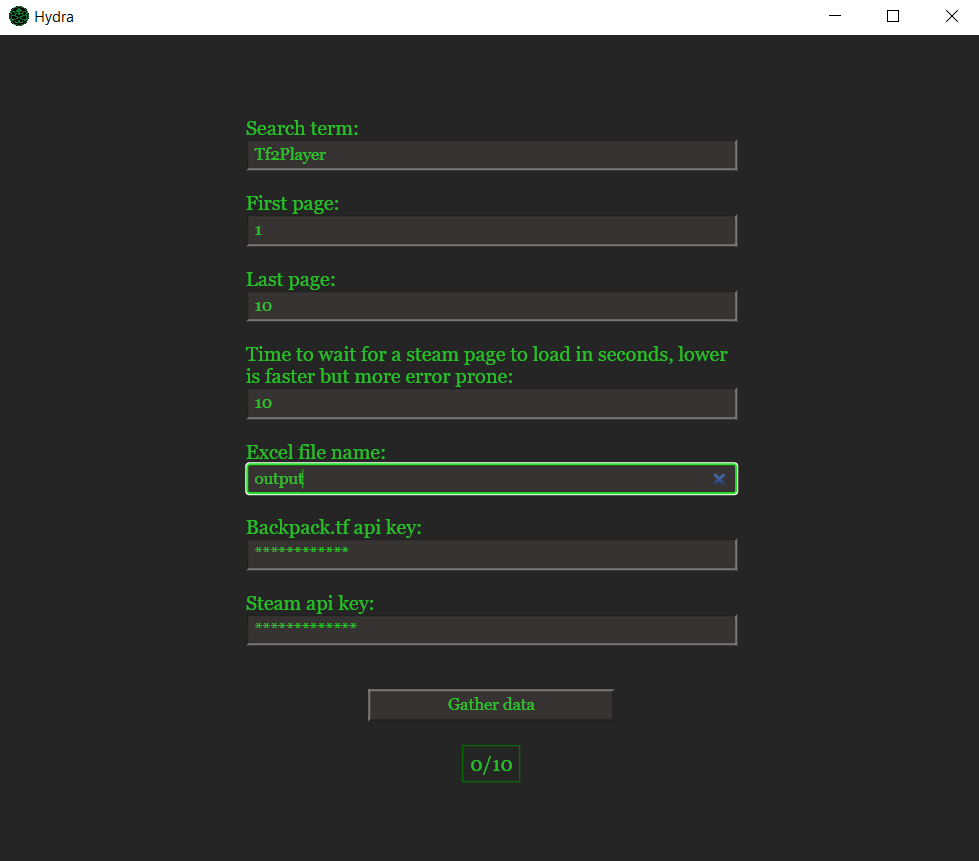 Hydra
Search term:
Tf2Player
First page:
1
Last page:
10
Time to wait for a steam page to load in seconds, lower
is faster but more error prone:
10
Excel file name:
output
Backpack.tf api key:
************
Steam api key:
*************
Gather data
0/10